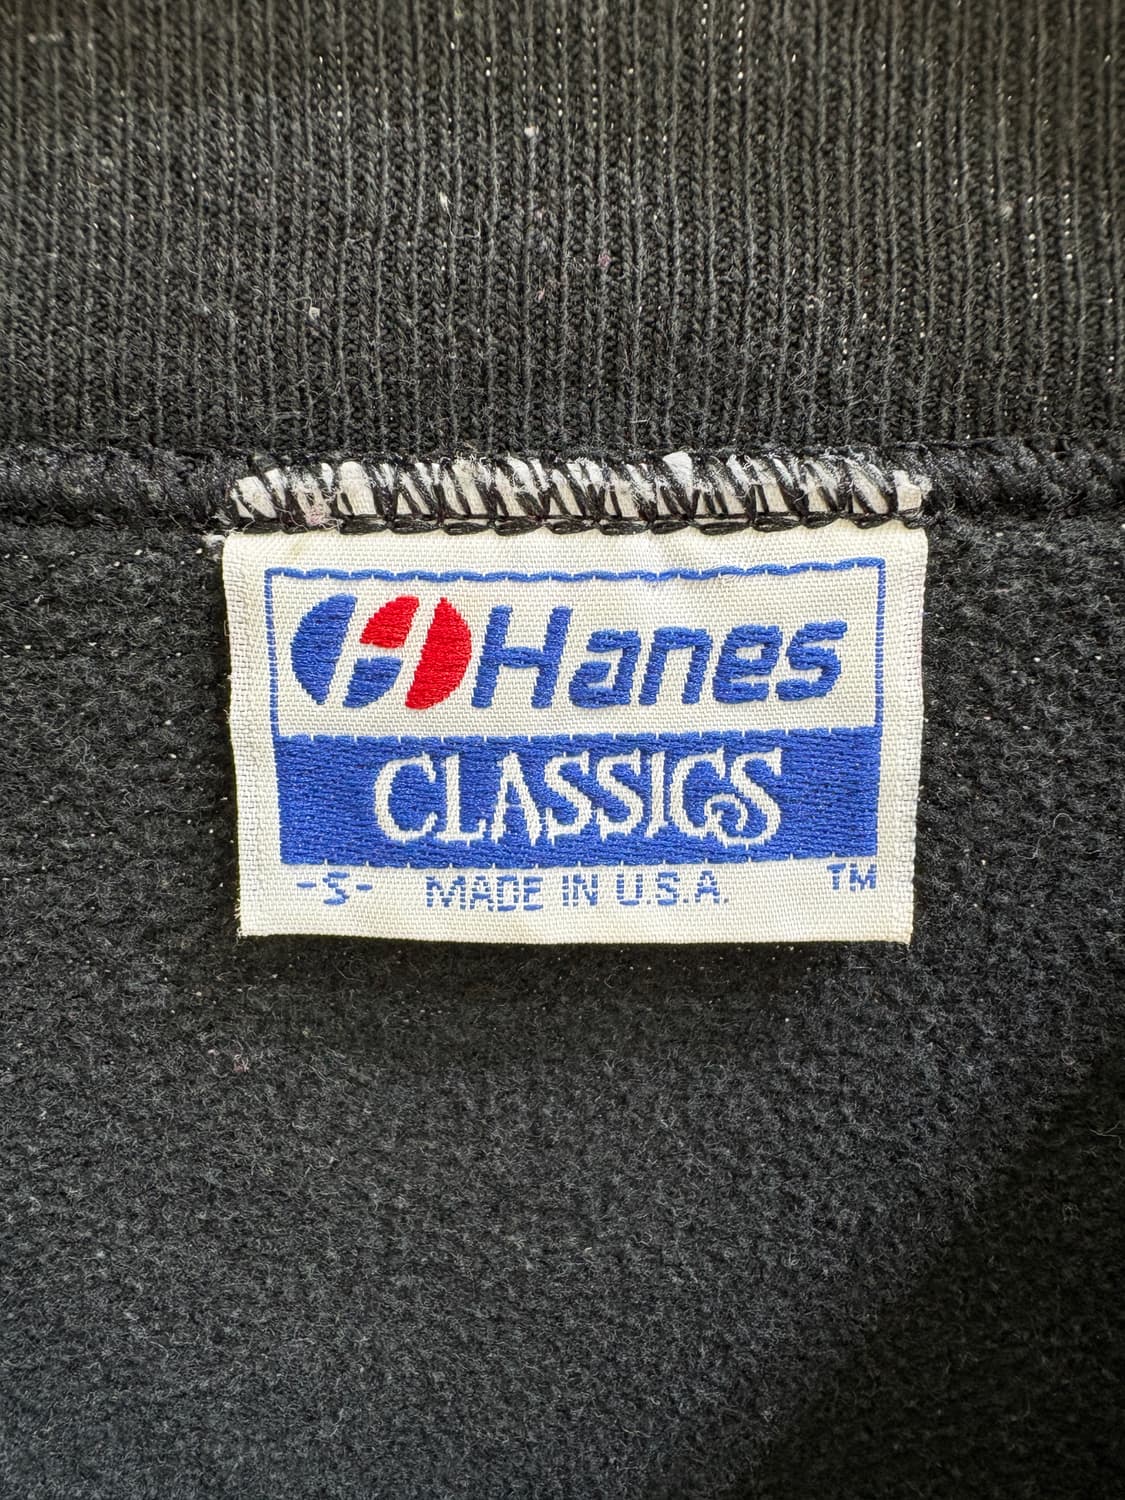 Hanes
CLASSICS
-S- MADE IN U.S.A. TM